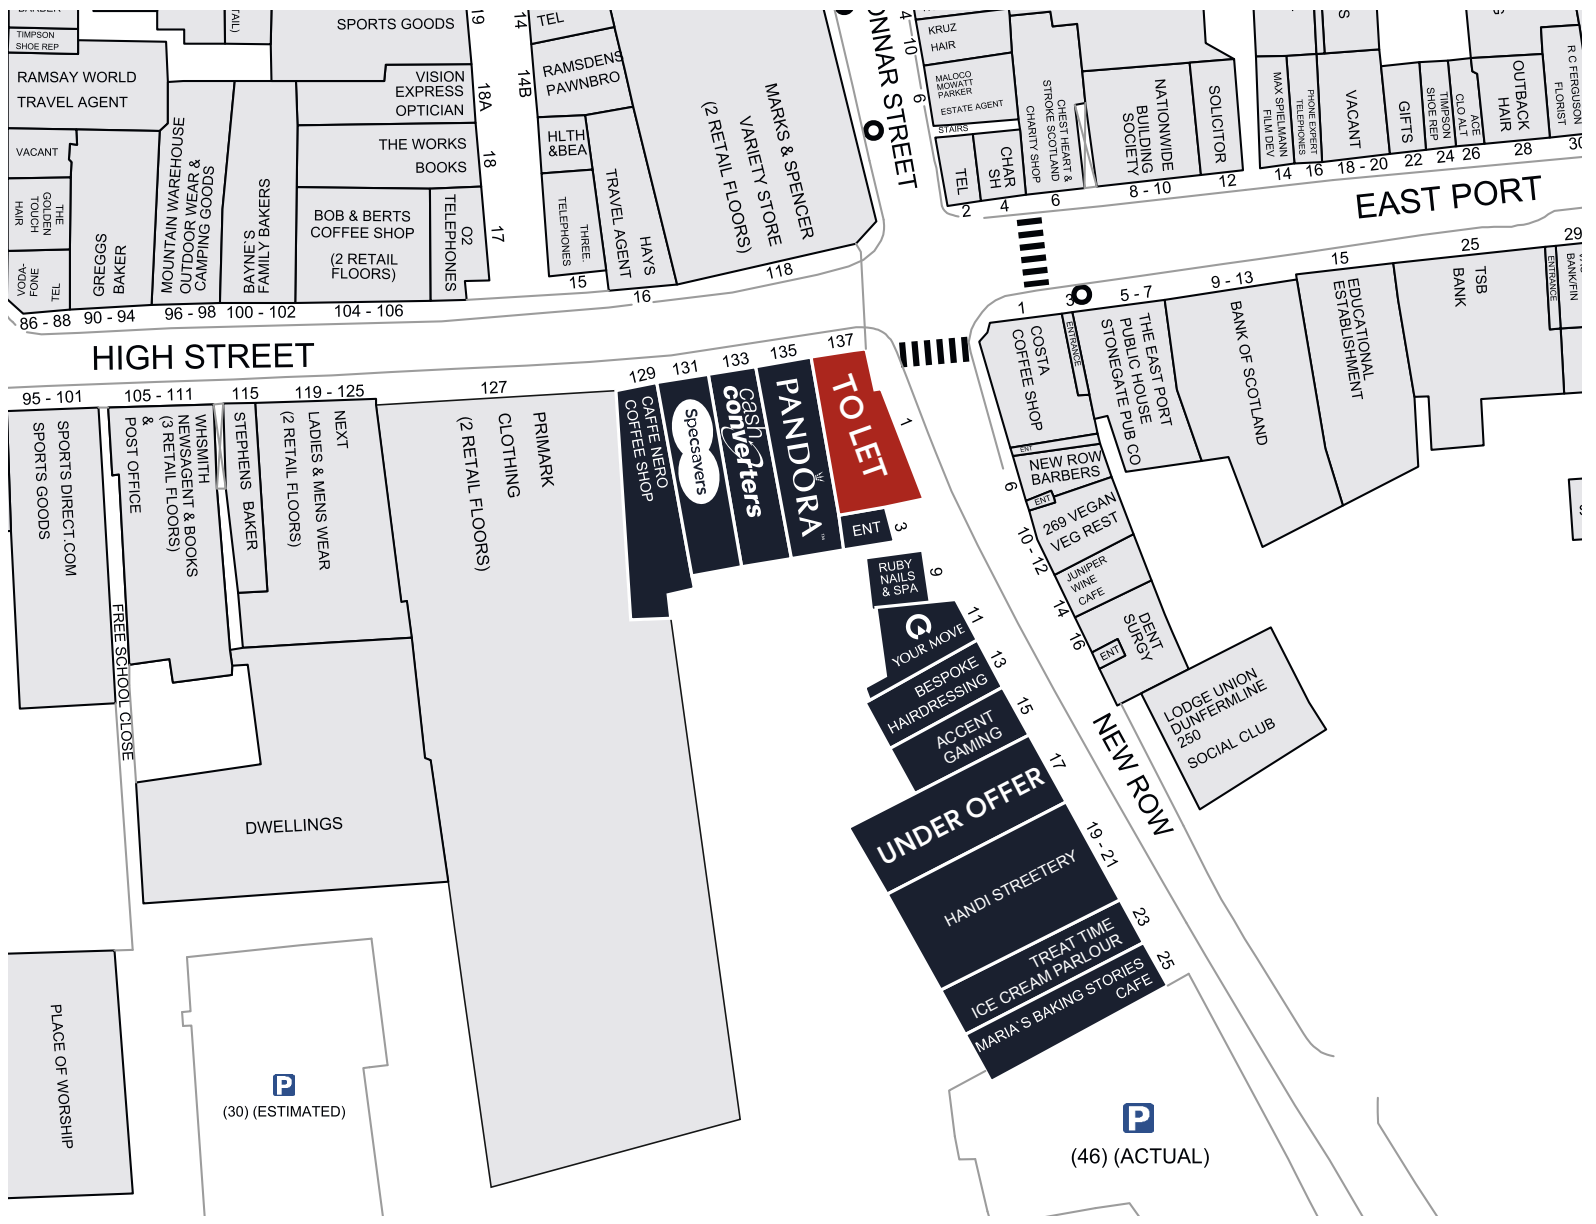 TIMPSON
SHOE REP
RAMSAY WORLD
TRAVEL AGENT
VACANT
THE
GOLDEN
TOUCH
HAIR
VODA-
FONE
TEL
GREGGS
BAKER
MOUNTAIN WAREHOUSE
OUTDOOR WEAR &
CAMPING GOODS
BAYNE'S
FAMILY BAKERS
SPORTS GOODS
VISION
EXPRESS
OPTICIAN
THE WORKS
BOOKS
BOB & BERTS
COFFEE SHOP
(2 RETAIL
FLOORS)
O2
TELEPHONES
19
18A
18
17
86 - 88
90 - 94
96 - 98
100 - 102
104 - 106
14
14B
TEL
RAMSDENS
PAWNBRO
HLTH
&BEA
THREE.
TELEPHONES
TRAVEL AGENT
HAYS
15
16
MARKS & SPENCER
VARIETY STORE
(2 RETAIL FLOORS)
118
ONNAR STREET
4 - 10
6
KRUZ
HAIR
MALOCO
MOWATT
PARKER
ESTATE AGENT
STAIRS
TEL
CHAR
SH
CHEST HEART &
STROKE SCOTLAND
CHARITY SHOP
NATIONWIDE
BUILDING
SOCIETY
SOLICITOR
2
4
6
8 - 10
12
MAX SPIELMANN
FILM DEV
PHONE EXPERT
TELEPHONES
VACANT
GIFTS
TIMPSON
SHOE REP
AGE
CLO ALT
OUTBACK
HAIR
R C FERGUSON
FLORIST.
14
16
18 - 20
22
24
26
28
30
EAST PORT
HIGH STREET
1
3
5 - 7
9 - 13
15
25
29
COSTA
COFFEE SHOP
ENTRANCE
THE EAST PORT
PUBLIC HOUSE
STONEGATE PUB CO
BANK OF SCOTLAND
EDUCATIONAL
ESTABLISHMENT
TSB
BANK
ENTRANCE
BANK/FIN
95 - 101
105 - 111
115
119 - 125
127
129
131
133
135
137
SPORTS DIRECT.COM
SPORTS GOODS
WHSMITH
NEWSAGENT & BOOKS
(3 RETAIL FLOORS)
&
POST OFFICE
STEPHENS BAKER
NEXT
LADIES & MENS WEAR
(2 RETAIL FLOORS)
PRIMARK
CLOTHING
(2 RETAIL FLOORS)
CAFFE NERO
COFFEE SHOP
Specsavers
cash
converters
PANDORA
™
TO LET
1
ENT
3
RUBY
NAILS
& SPA
9
YOUR MOVE
11
BESPOKE
HAIRDRESSING
13
ACCENT
GAMING
15
UNDER OFFER
17
HANDI STREETERY
19 - 21
TREAT TIME
ICE CREAM PARLOUR
23
MARIA`S BAKING STORIES
CAFE
25
ENT
NEW ROW
BARBERS
6
ENT
269 VEGAN
VEG REST
10 - 12
JUNIPER
WINE
CAFE
14
DENT
SURGY
ENT
16
LODGE UNION
DUNFERMLINE
250
SOCIAL CLUB
NEW ROW
FREE SCHOOL CLOSE
DWELLINGS
PLACE OF WORSHIP
P
(30) (ESTIMATED)
P
(46) (ACTUAL)